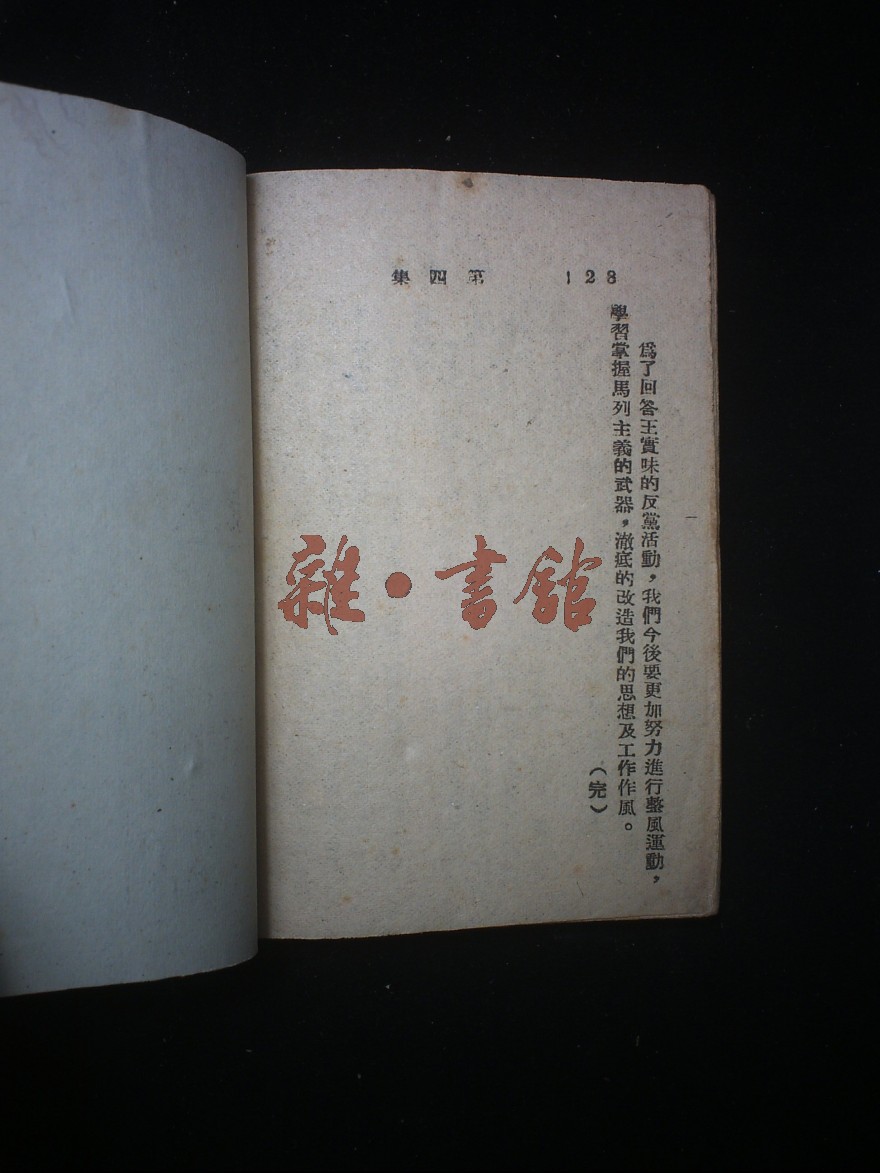 128 第四集
爲了回答王實味的反黨活動，我們今後要更加努力進行整風運動，
學習掌握馬列主義的武器，澈底的改造我們的思想及工作作風。
（完）
雜·書館